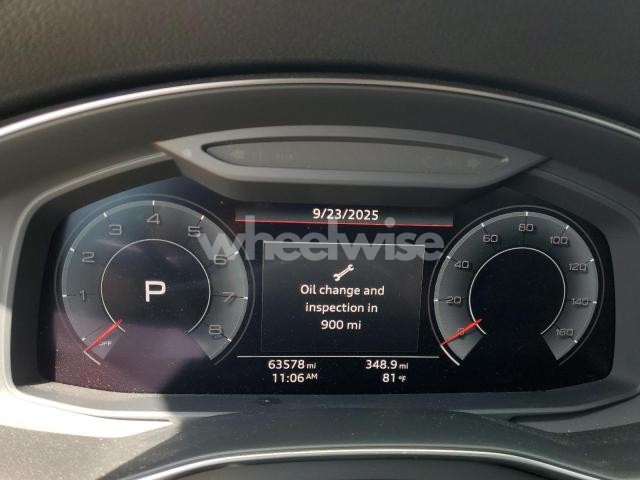 9/23/2025
wheelwise
1 2 3 4 5 6 7 8
OFF
P
Oil change and
inspection in
900 mi
0 20 40 60 80 100 120 140 160
63578 mi
348.9 mi
11:06 AM
81 °F